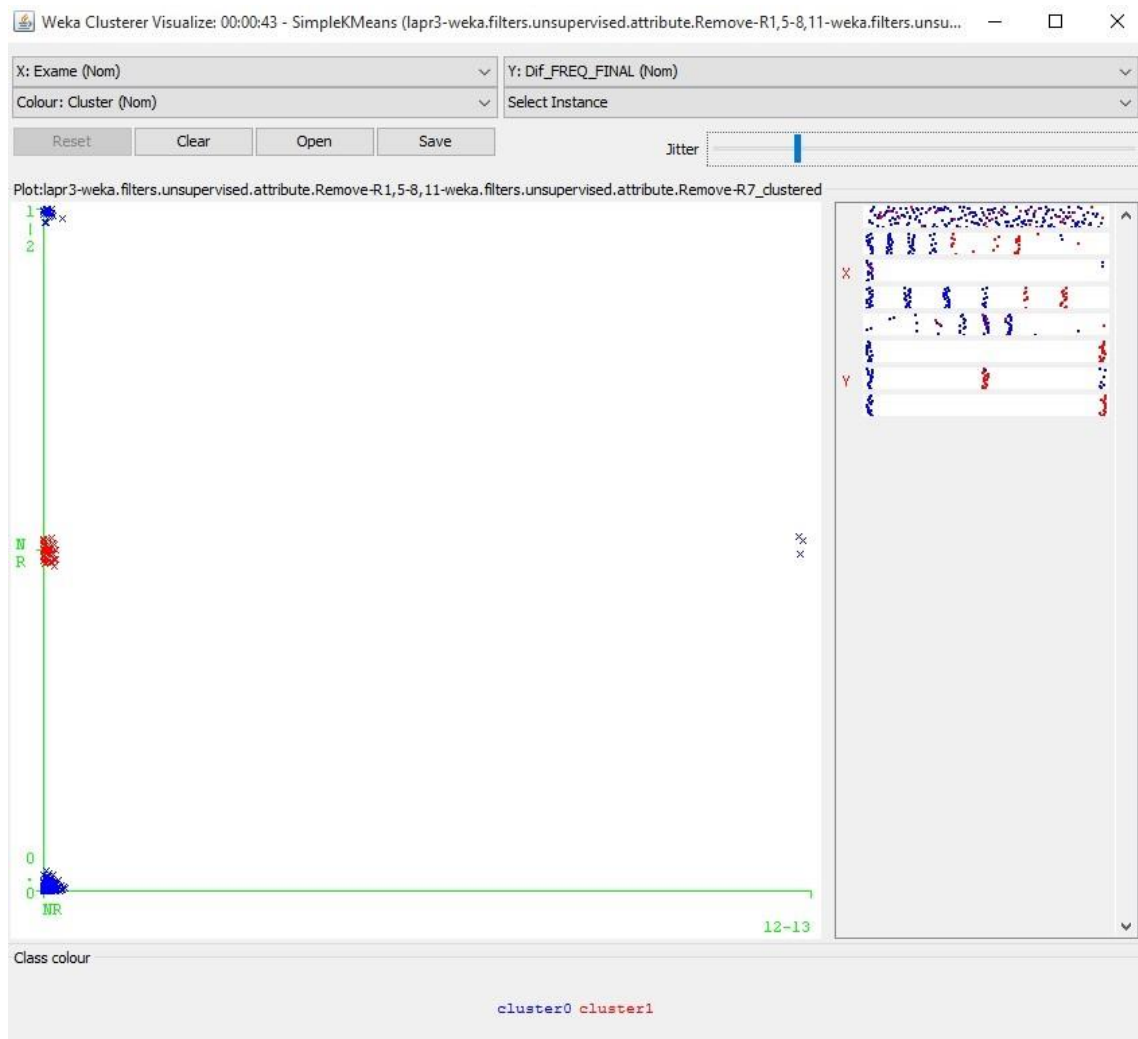 Weka Clusterer Visualize: 00:00:43 - SimpleKMeans (lapr3-weka.filters.unsupervised.attribute.Remove-R1,5-8,11-weka.filters.unsu...
X: Exame (Nom)
Y: Dif_FREQ_FINAL (Nom)
Colour: Cluster (Nom)
Select Instance
Reset
Clear
Open
Save
Jitter
Plot:lapr3-weka.filters.unsupervised.attribute.Remove-R1,5-8,11-weka.filters.unsupervised.attribute.Remove-R7_clustered
1
|
2
X
Y
N
R
0
.
0
NR
12-13
Class colour
cluster0 cluster1